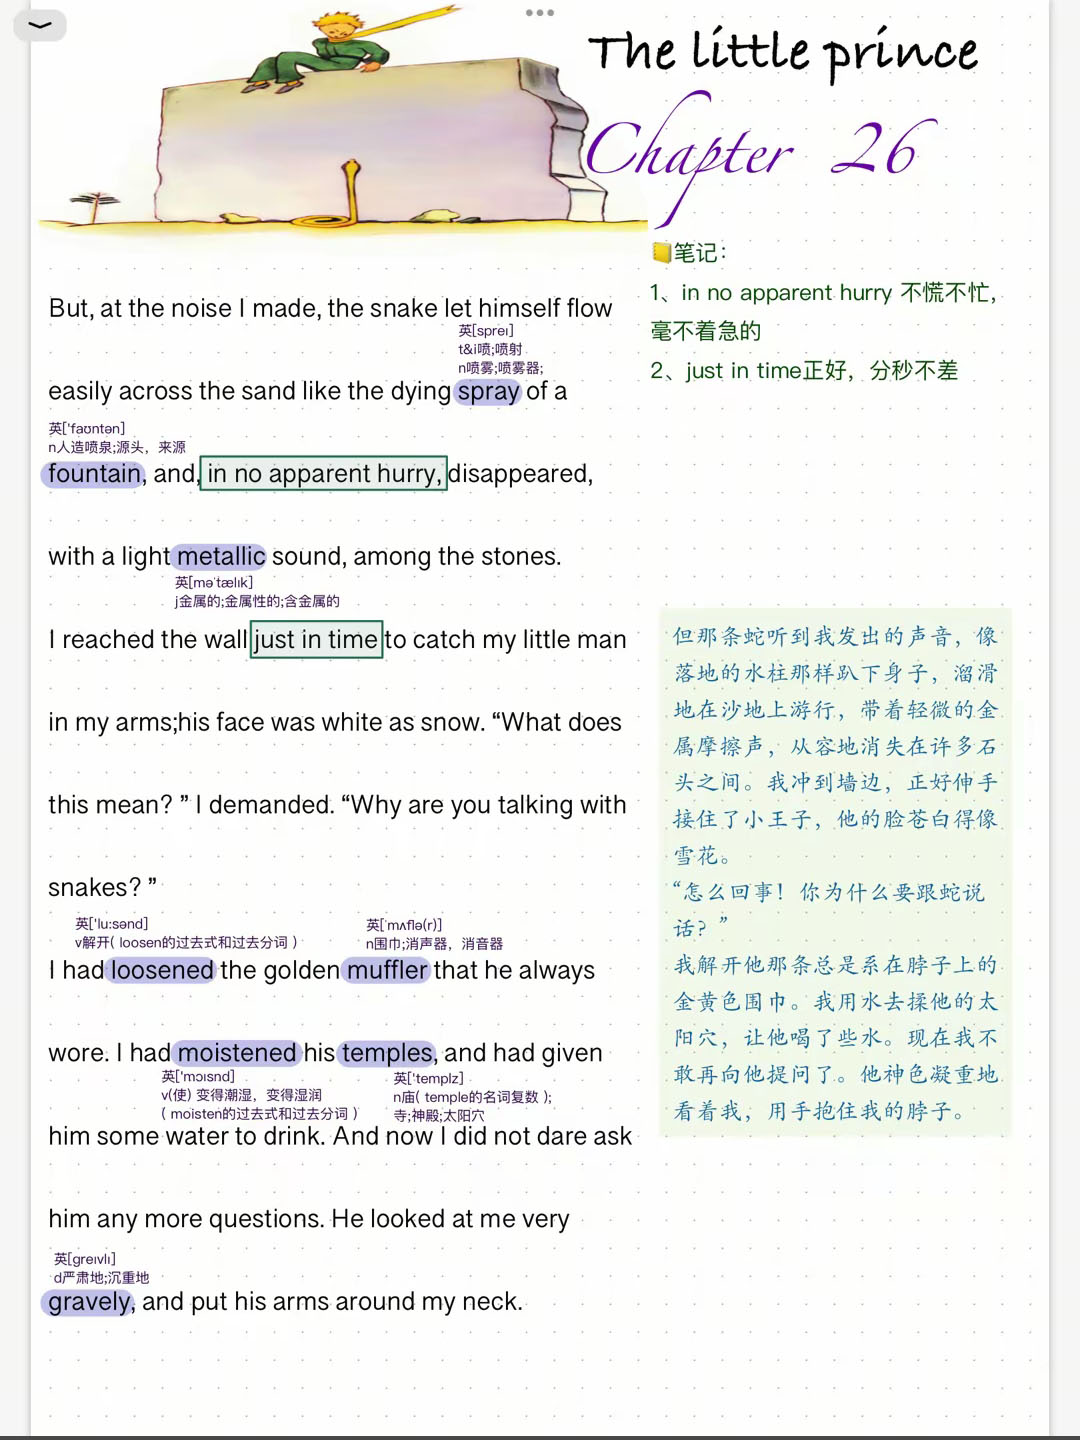 The little prince
Chapter 26
笔记：
1、in no apparent hurry 不慌不忙，
毫不着急的
2、just in time正好，分秒不差
But, at the noise I made, the snake let himself flow
英[spreɪ]
t&i喷;喷射
n喷雾;喷雾器;
easily across the sand like the dying spray of a
英['faʊntən]
n人造喷泉;源头，来源
fountain, and, in no apparent hurry, disappeared,
with a light metallic sound, among the stones.
英[məˈtælɪk]
j金属的;金属性的;含金属的
I reached the wall just in time to catch my little man
in my arms;his face was white as snow. “What does
this mean? ” I demanded. “Why are you talking with
snakes? ”
英['lu:sənd]
v解开( loosen的过去式和过去分词 )
英[ˈmʌflə(r)]
n围巾;消声器，消音器
I had loosened the golden muffler that he always
wore. I had moistened his temples, and had given
英['mɔɪsnd]
v(使) 变得潮湿，变得湿润
( moisten的过去式和过去分词 )
英['templz]
n庙( temple的名词复数 );
寺;神殿;太阳穴
him some water to drink. And now I did not dare ask
him any more questions. He looked at me very
英[greɪvlɪ]
d严肃地;沉重地
gravely, and put his arms around my neck.
但那条蛇听到我发出的声音，像
落地的水柱那样趴下身子，溜滑
地在沙地上游行，带着轻微的金
属摩擦声，从容地消失在许多石
头之间。我冲到墙边，正好伸手
接住了小王子，他的脸苍白得像
雪花。
“怎么回事！你为什么要跟蛇说
话？”
我解开他那条总是系在脖子上的
金黄色围巾。我用水去揉他的太
阳穴，让他喝了些水。现在我不
敢再向他提问了。他神色凝重地
看着我，用手抱住我的脖子。